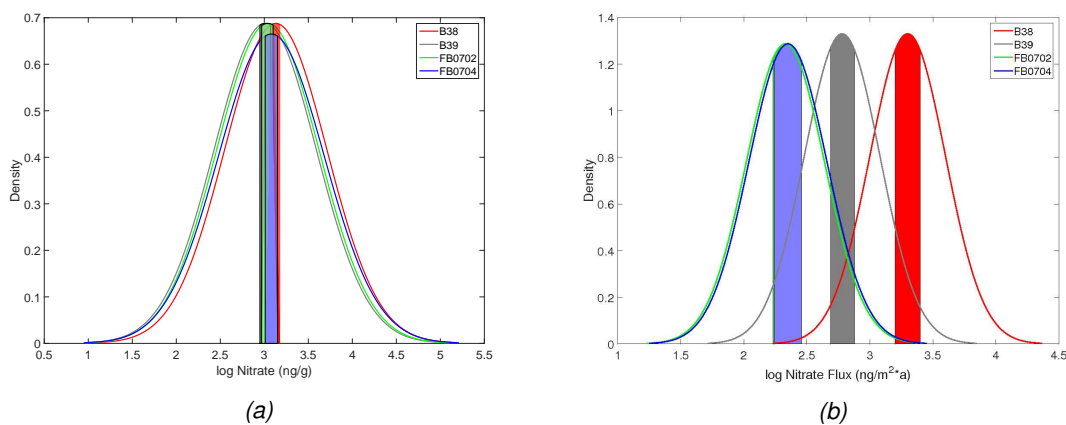 0.7
0.6
0.5
0.4
0.3
0.2
0.1
0
Density
0.5 1 1.5 2 2.5 3 3.5 4 4.5 5 5.5
log Nitrate (ng/g)
B38
B39
FB0702
FB0704
(a)
1.4
1.2
1
0.8
0.6
0.4
0.2
0
Density
1 1.5 2 2.5 3 3.5 4 4.5
log Nitrate Flux (ng/m²*a)
B38
B39
FB0702
FB0704
(b)